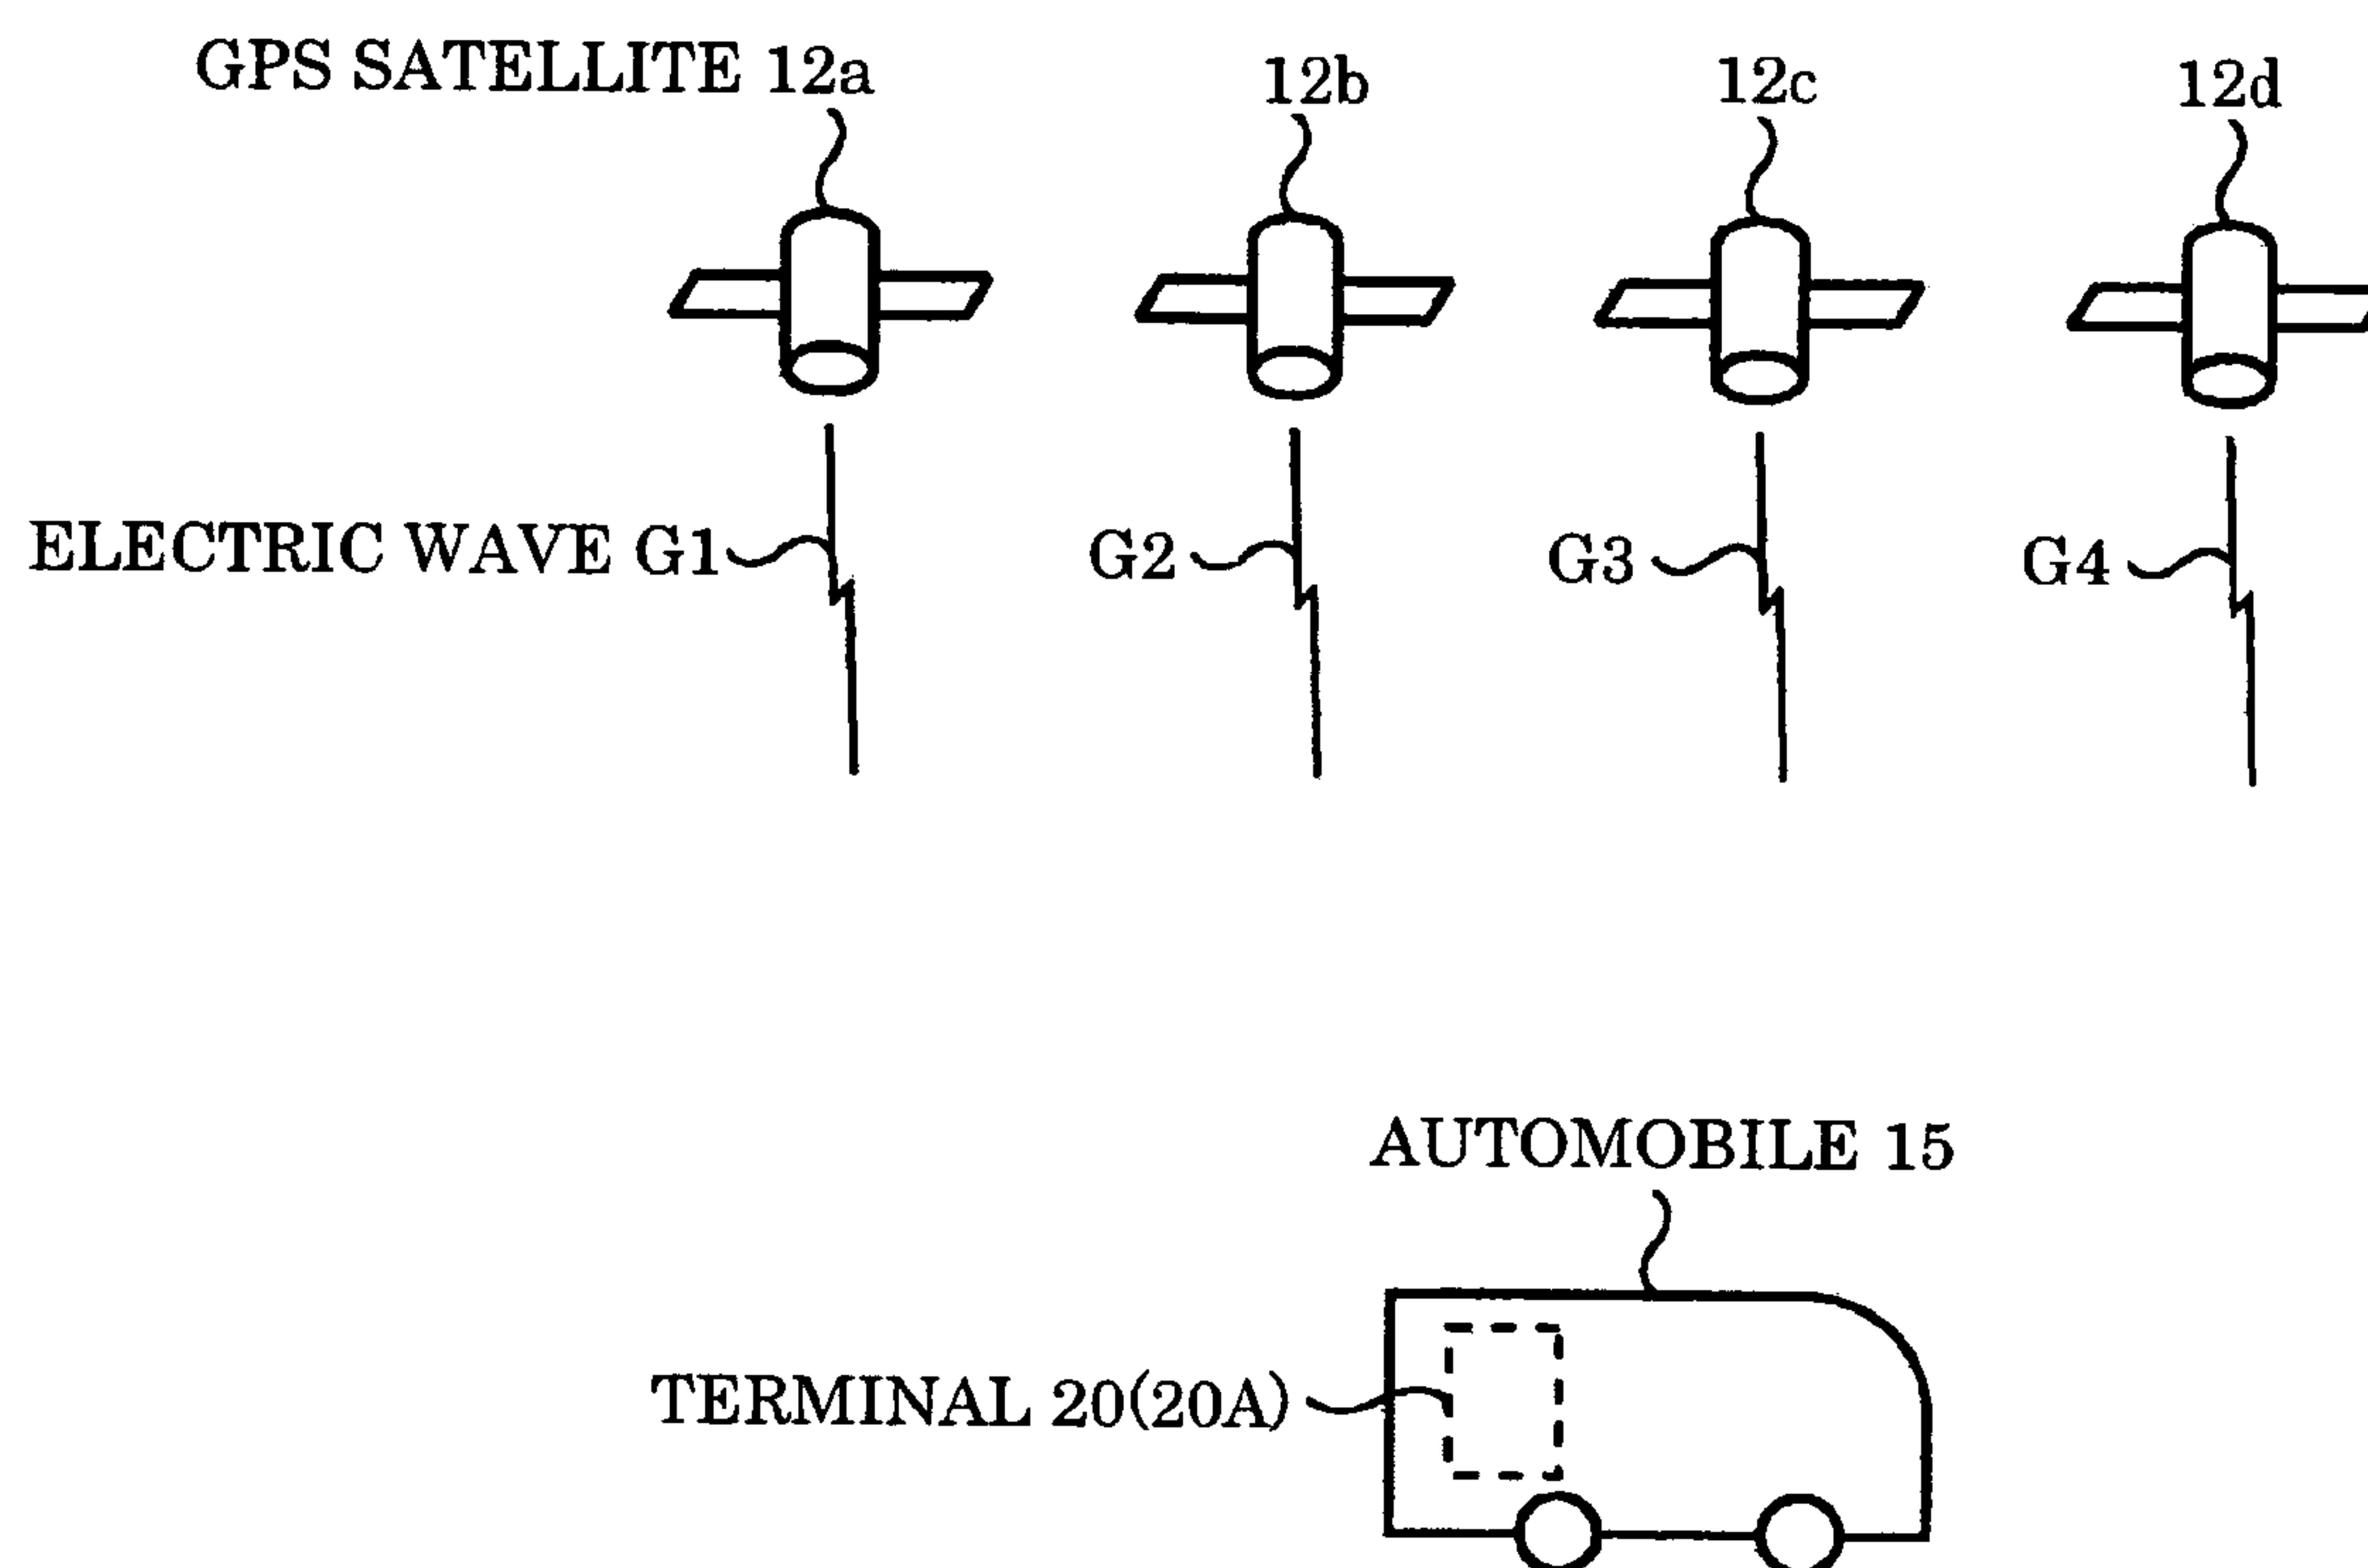 GPS SATELLITE 12a 12b 12c 12d
ELECTRIC WAVE G1 G2 G3 G4
AUTOMOBILE 15
TERMINAL 20(20A)